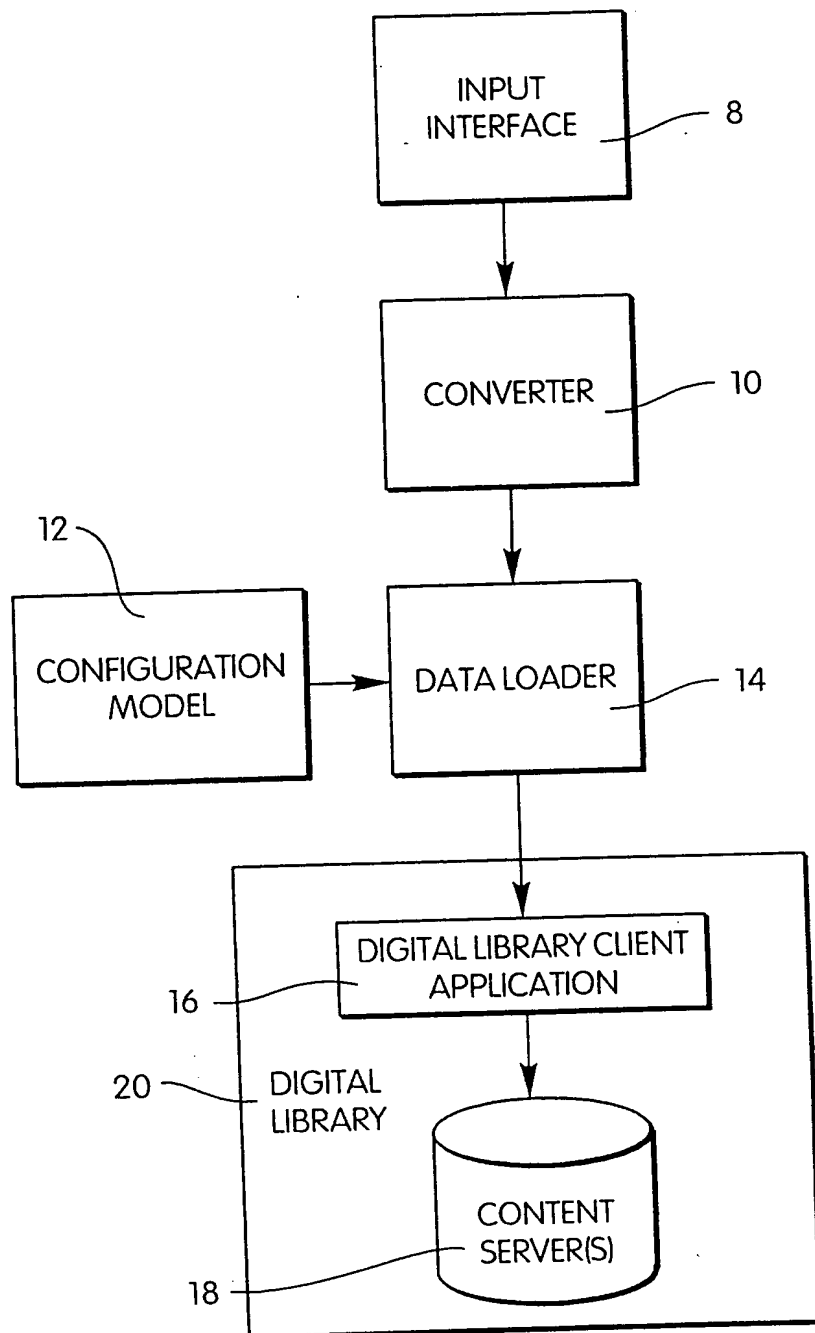 INPUT
INTERFACE
8
CONVERTER
10
12
CONFIGURATION
MODEL
DATA LOADER
14
DIGITAL LIBRARY CLIENT
APPLICATION
16
20
DIGITAL
LIBRARY
CONTENT
SERVER(S)
18